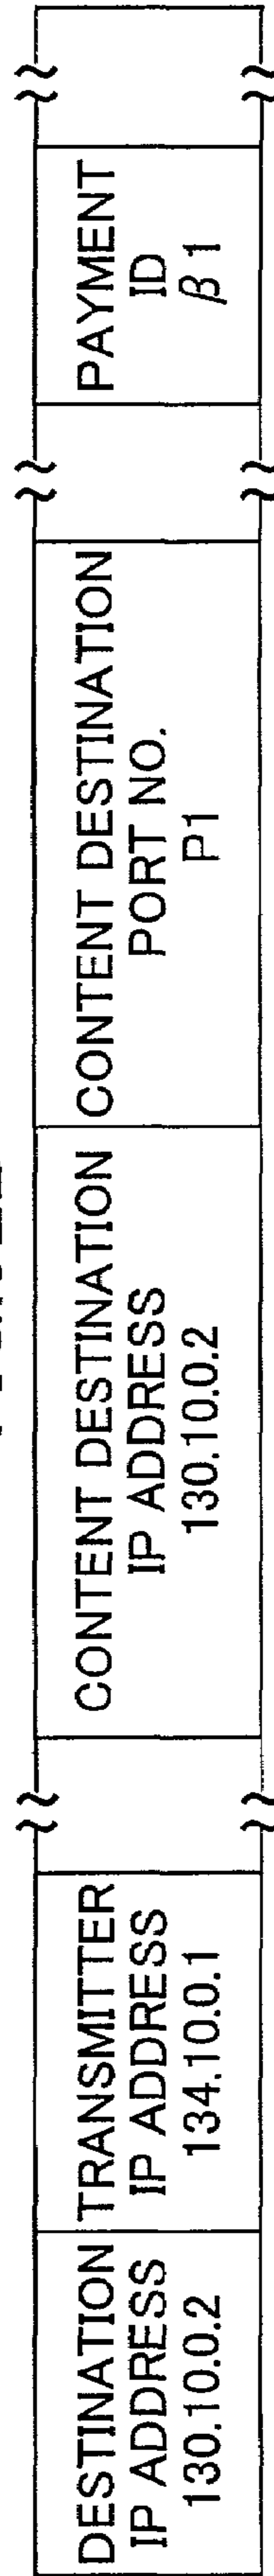 DESTINATION
IP ADDRESS
130.10.0.2
TRANSMITTER
IP ADDRESS
134.10.0.1
CONTENT DESTINATION
IP ADDRESS
130.10.0.2
CONTENT DESTINATION
PORT NO.
P1
PAYMENT
ID
β1